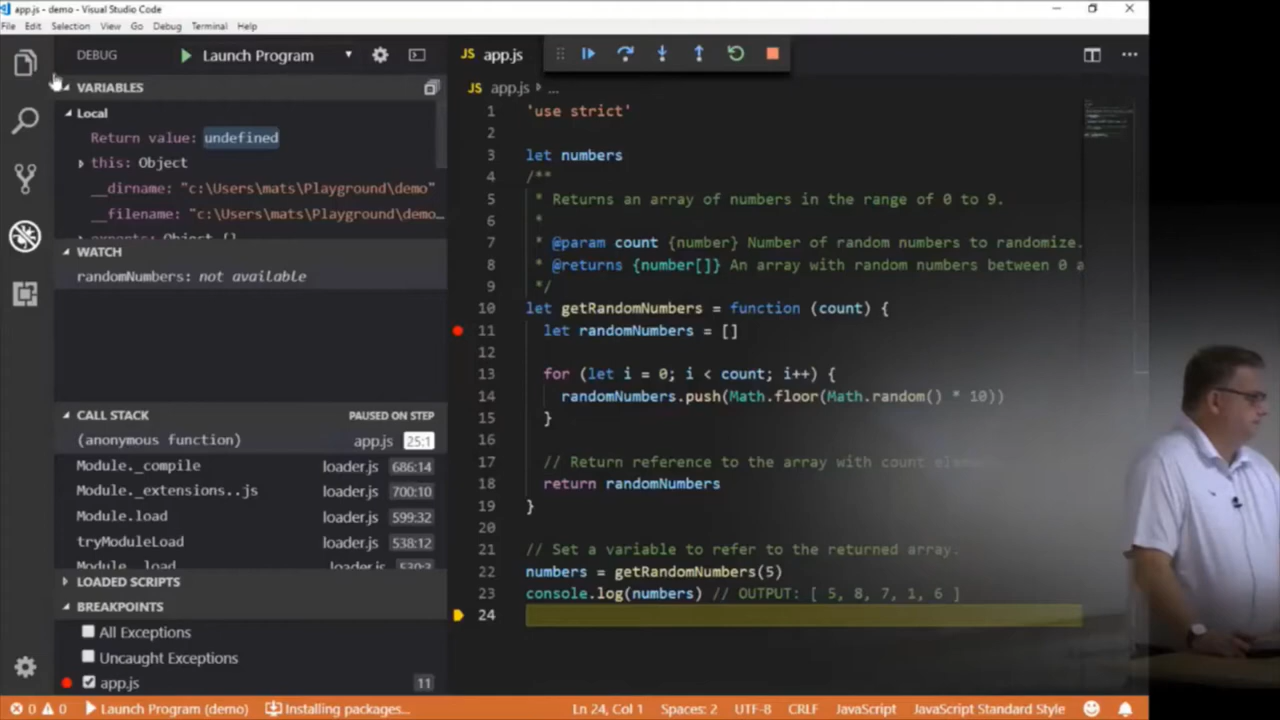 app.js - demo - Visual Studio Code
File Edit Selection View Go Debug Terminal Help
DEBUG Launch Program
VARIABLES
Local
Return value: undefined
this: Object
__dirname: "c:\Users\mats\Playground\demo"
__filename: "c:\Users\mats\Playground\demo…
exports: Object {}
WATCH
randomNumbers: not available
CALL STACK PAUSED ON STEP
(anonymous function) app.js 25:1
Module._compile loader.js 686:14
Module._extensions..js loader.js 700:10
Module.load loader.js 599:32
tryModuleLoad loader.js 538:12
Module._load loader.js 530:3
LOADED SCRIPTS
BREAKPOINTS
All Exceptions
Uncaught Exceptions
app.js 11
JS app.js
JS app.js ...
1 'use strict'
2
3 let numbers
4 /**
5 * Returns an array of numbers in the range of 0 to 9.
6 *
7 * @param count {number} Number of random numbers to randomize.
8 * @returns {number[]} An array with random numbers between 0 a
9 */
10 let getRandomNumbers = function (count) {
11 let randomNumbers = []
12
13 for (let i = 0; i < count; i++) {
14 randomNumbers.push(Math.floor(Math.random() * 10))
15 }
16
17 // Return reference to the array with count elemen
18 return randomNumbers
19 }
20
21 // Set a variable to refer to the returned array.
22 numbers = getRandomNumbers(5)
23 console.log(numbers) // OUTPUT: [ 5, 8, 7, 1, 6 ]
24
0 0 Launch Program (demo) Installing packages... Ln 24, Col 1 Spaces: 2 UTF-8 CRLF JavaScript JavaScript Standard Style